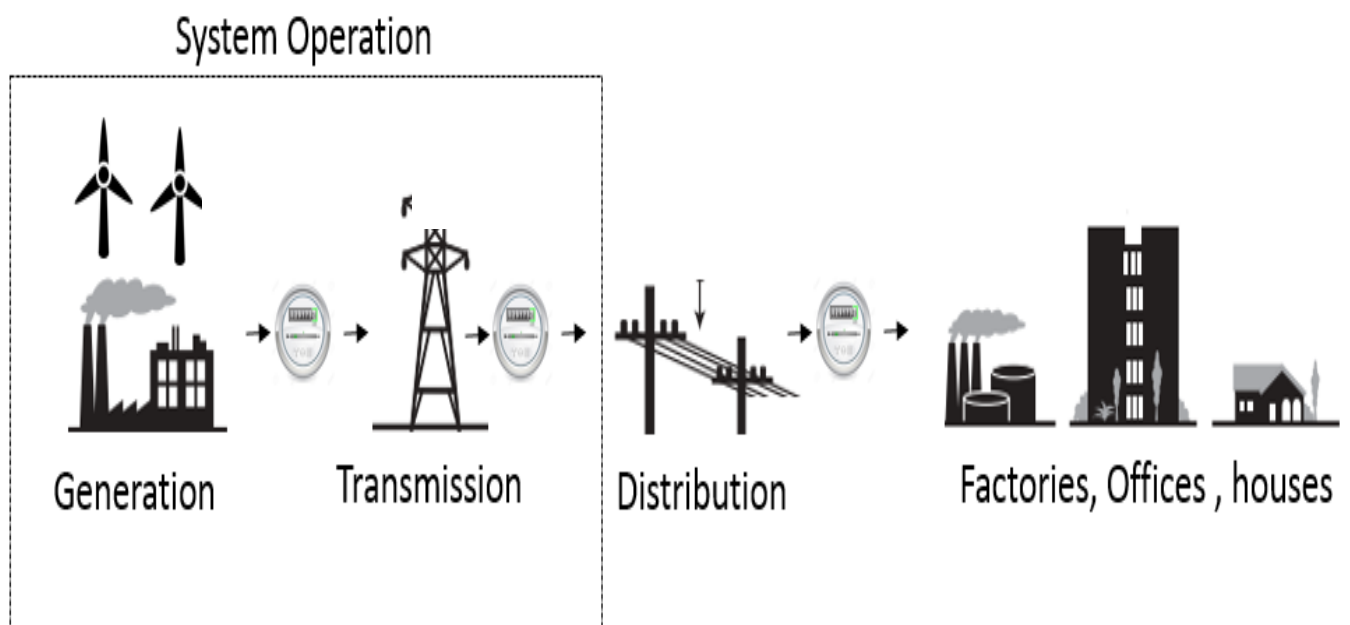 System Operation
Generation
Transmission
Distribution
Factories, Offices , houses